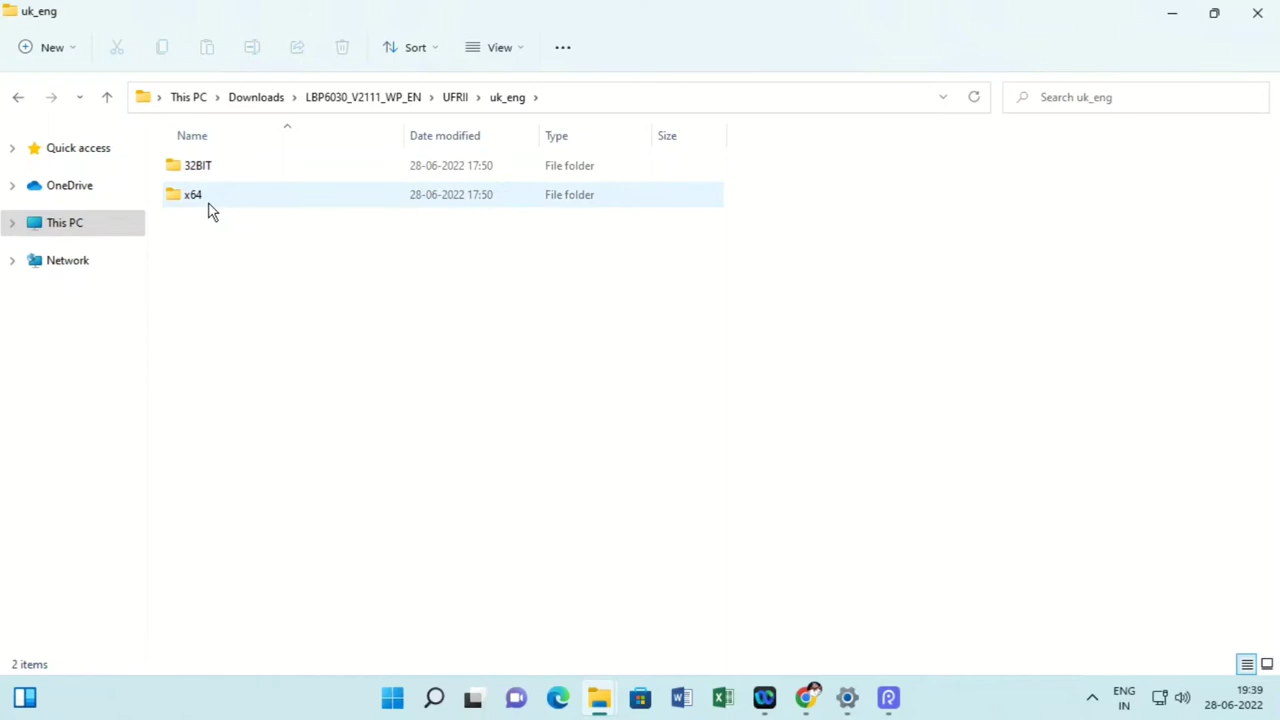 uk_eng
New Sort View
This PC Downloads LBP6030_V2111_WP_EN UFRII uk_eng Search uk_eng
Name Date modified Type Size
Quick access
32BIT 28-06-2022 17:50 File folder
OneDrive
x64 28-06-2022 17:50 File folder
This PC
Network
2 items
ENG 19:39
IN 28-06-2022